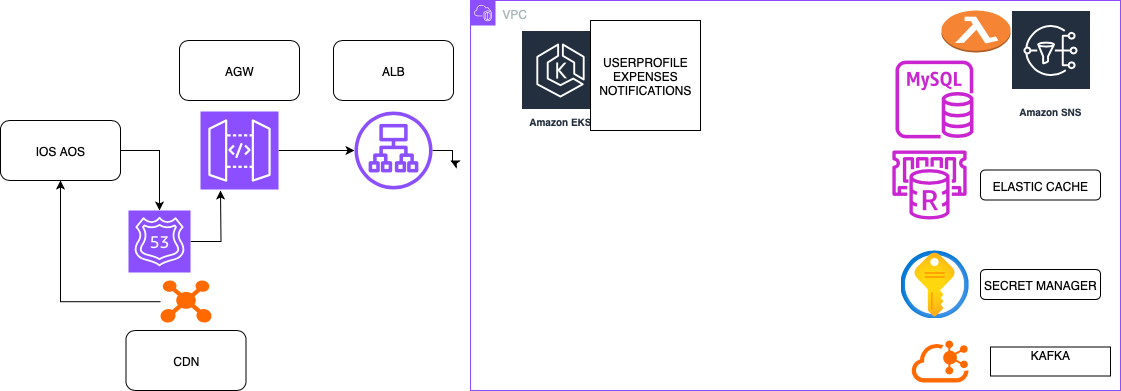 VPC
AGW
ALB
IOS AOS
53
CDN
K
Amazon EKS
USERPROFILE
EXPENSES
NOTIFICATIONS
λ
Amazon SNS
MySQL
R
ELASTIC CACHE
SECRET MANAGER
KAFKA